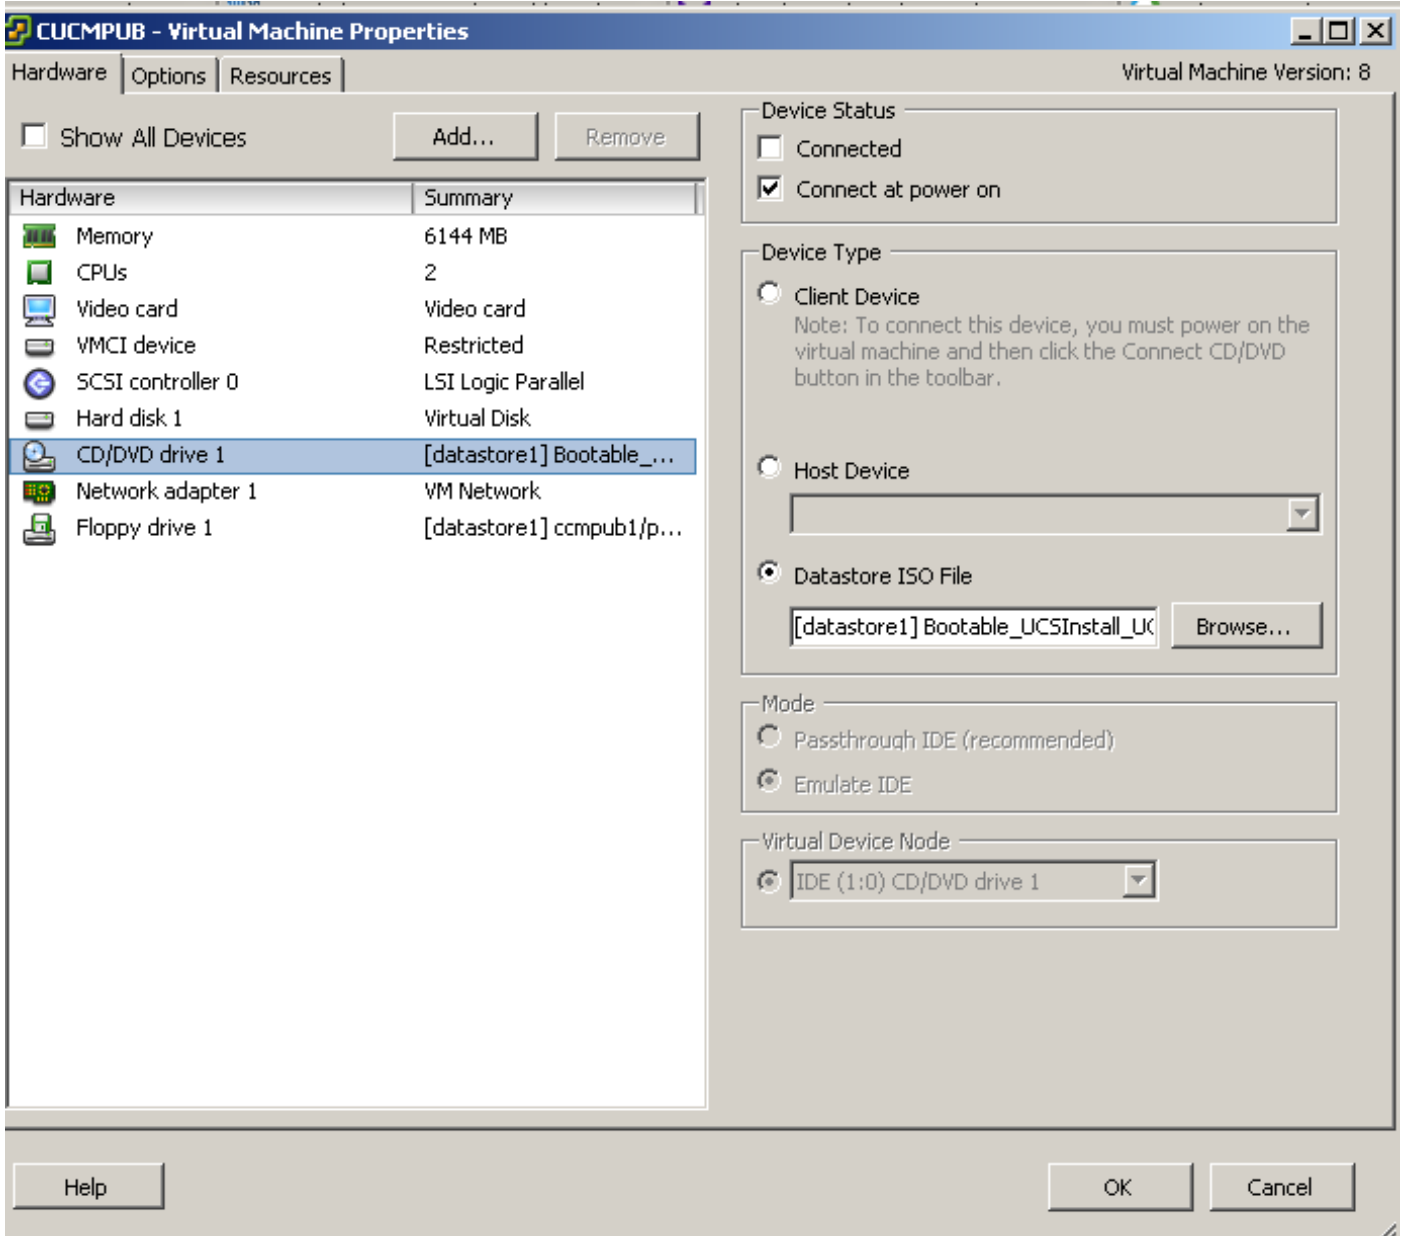 CUCMPUB - Virtual Machine Properties
Hardware Options Resources Virtual Machine Version: 8
Show All Devices Add... Remove
Hardware Summary
Memory 6144 MB
CPUs 2
Video card Video card
VMCI device Restricted
SCSI controller 0 LSI Logic Parallel
Hard disk 1 Virtual Disk
CD/DVD drive 1 [datastore1] Bootable_...
Network adapter 1 VM Network
Floppy drive 1 [datastore1] ccmpub1/p...
Device Status
Connected
Connect at power on
Device Type
Client Device
Note: To connect this device, you must power on the
virtual machine and then click the Connect CD/DVD
button in the toolbar.
Host Device
Datastore ISO File
[datastore1] Bootable_UCSInstall_UC Browse...
Mode
Passthrough IDE (recommended)
Emulate IDE
Virtual Device Node
IDE (1:0) CD/DVD drive 1
Help OK Cancel